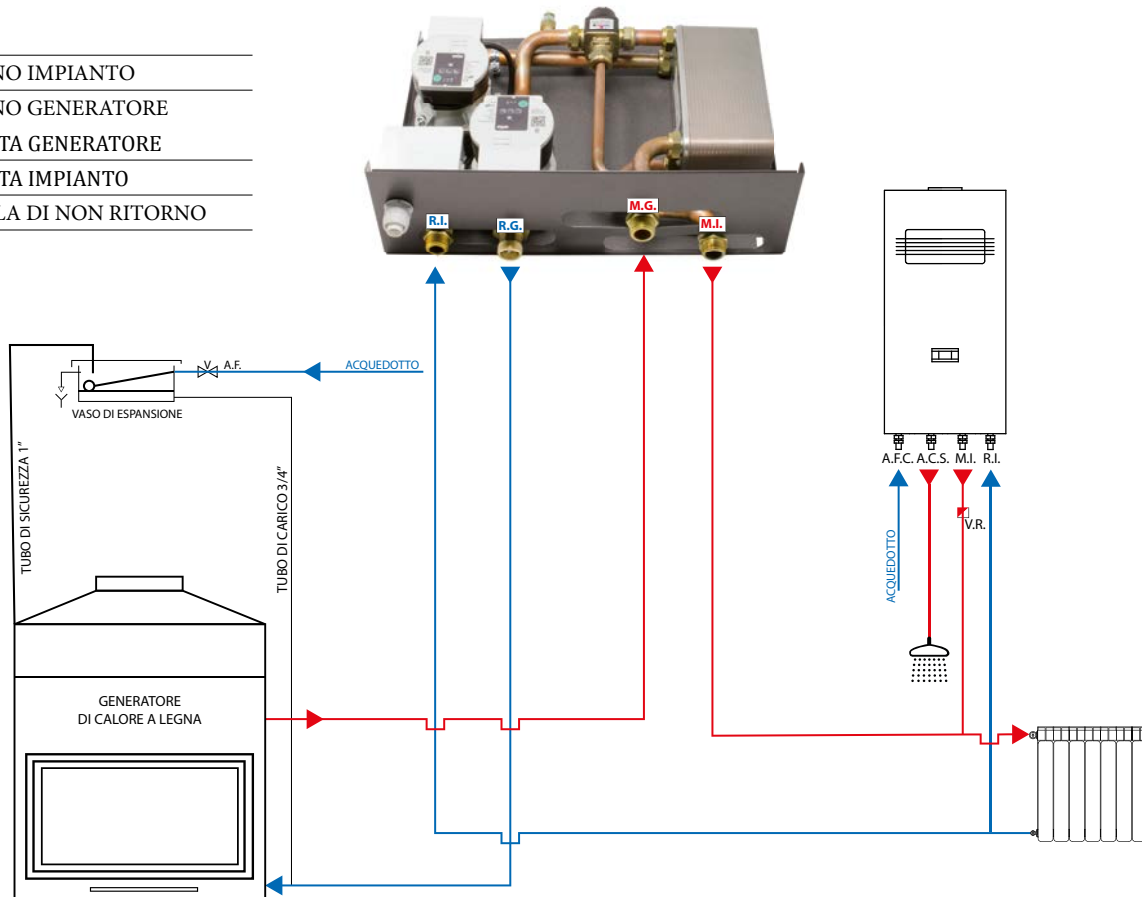 NO IMPIANTO
NO GENERATORE
TA GENERATORE
TA IMPIANTO
LA DI NON RITORNO
R.I.
R.G.
M.G.
M.I.
V.
A.F.
ACQUEDOTTO
VASO DI ESPANSIONE
TUBO DI SICUREZZA 1"
TUBO DI CARICO 3/4"
A.F.C. A.C.S. M.I. R.I.
V.R.
ACQUEDOTTO
GENERATORE
DI CALORE A LEGNA